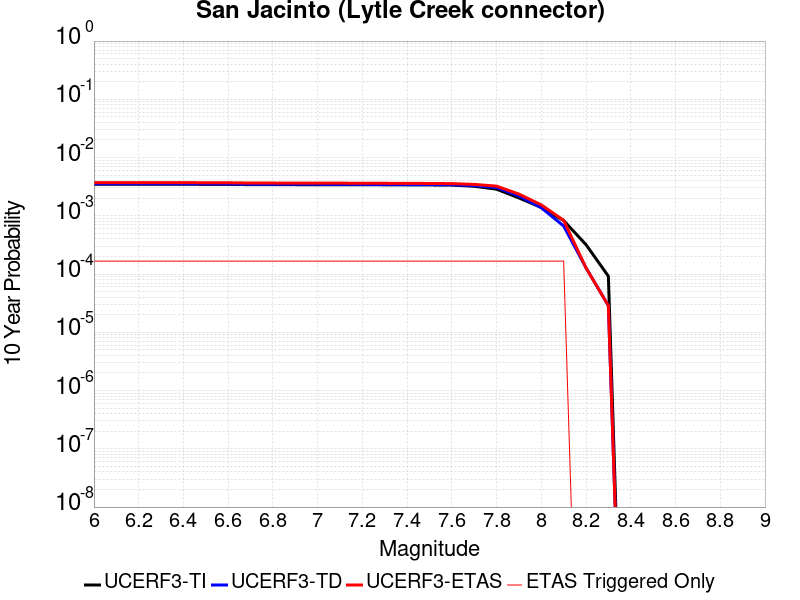 San Jacinto (Lytle Creek connector)
10^0
10^-1
10^-2
10^-3
10^-4
10^-5
10^-6
10^-7
10^-8
10 Year Probability
6 6.2 6.4 6.6 6.8 7 7.2 7.4 7.6 7.8 8 8.2 8.4 8.6 8.8 9
Magnitude
UCERF3-TI UCERF3-TD UCERF3-ETAS ETAS Triggered Only